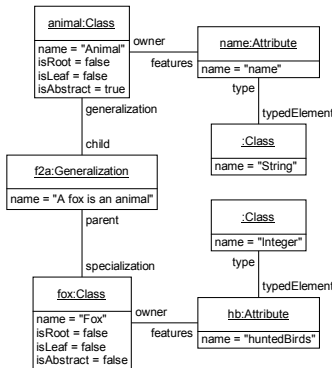 animal:Class
name = "Animal"
isRoot = false
isLeaf = false
isAbstract = true
owner
features
name:Attribute
name = "name"
type
typedElement
:Class
name = "String"
generalization
child
f2a:Generalization
name = "A fox is an animal"
parent
specialization
:Class
name = "Integer"
type
typedElement
fox:Class
name = "Fox"
isRoot = false
isLeaf = false
isAbstract = false
owner
features
hb:Attribute
name = "huntedBirds"